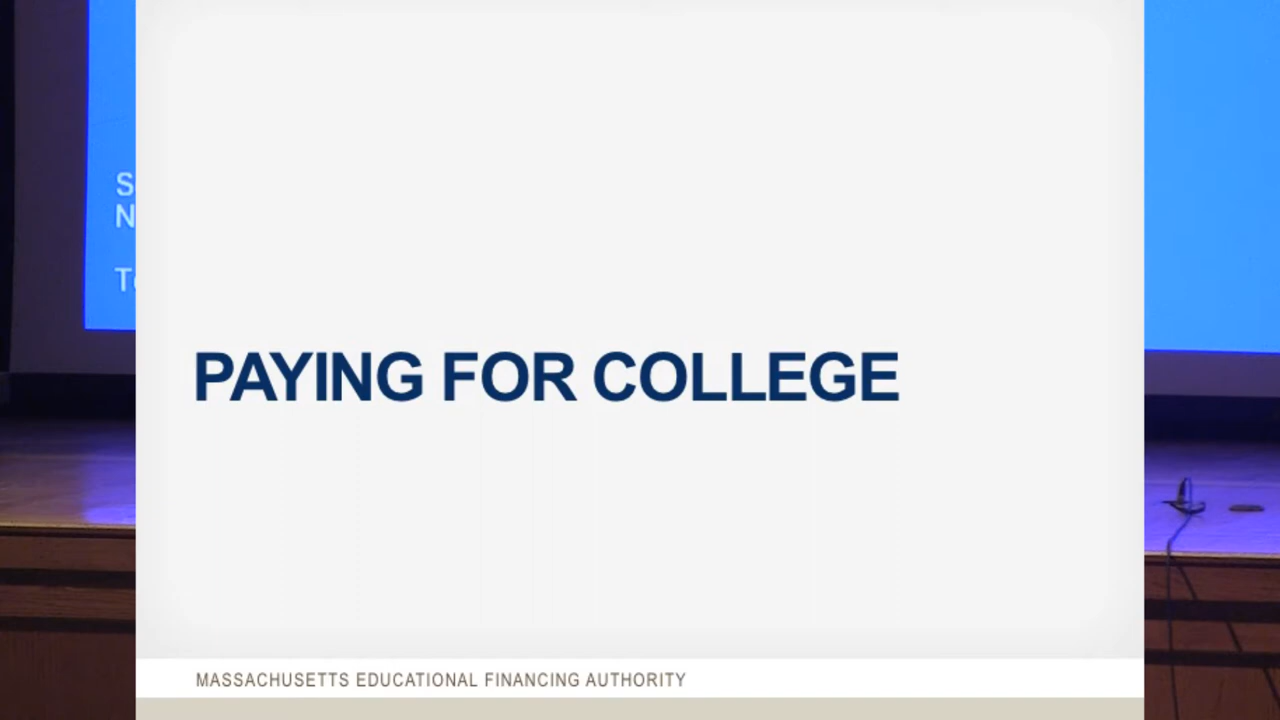 PAYING FOR COLLEGE
MASSACHUSETTS EDUCATIONAL FINANCING AUTHORITY